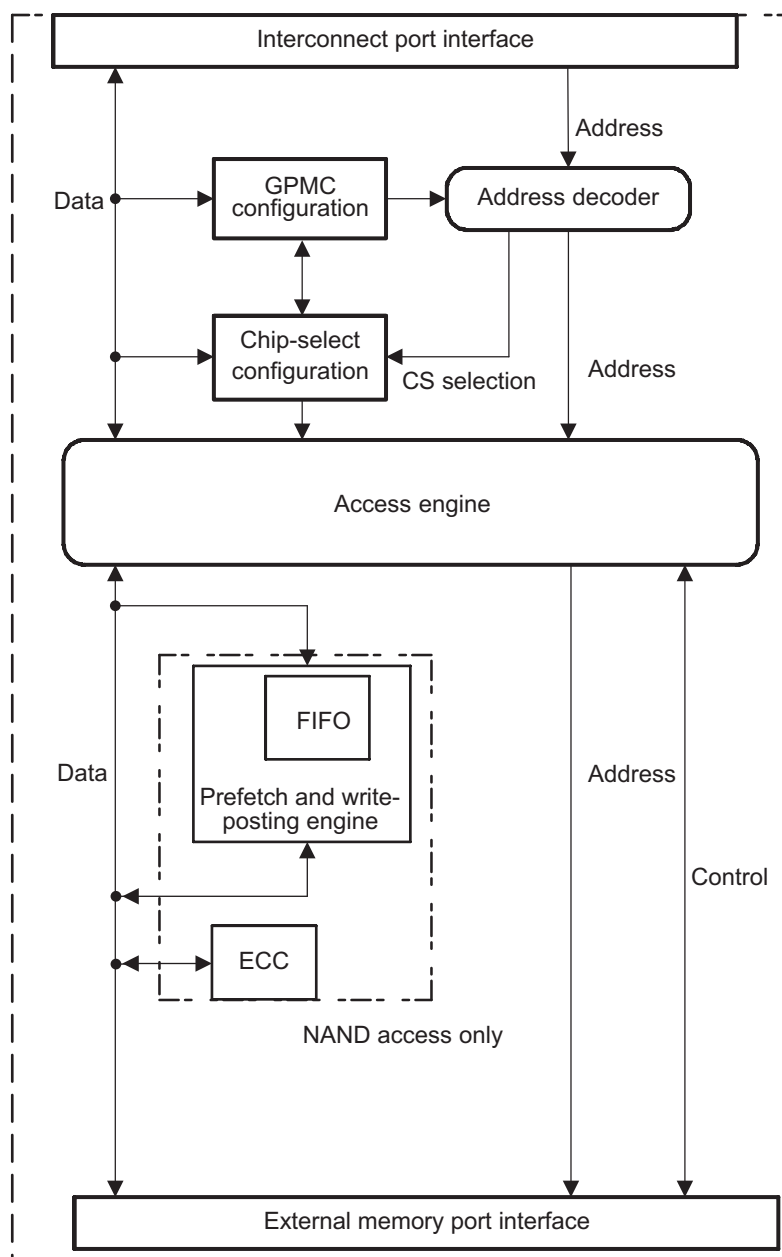 Interconnect port interface
Address
GPMC
configuration
Address decoder
Data
Chip-select
configuration
CS selection
Address
Access engine
FIFO
Data
Prefetch and write-
posting engine
Address
Control
ECC
NAND access only
External memory port interface